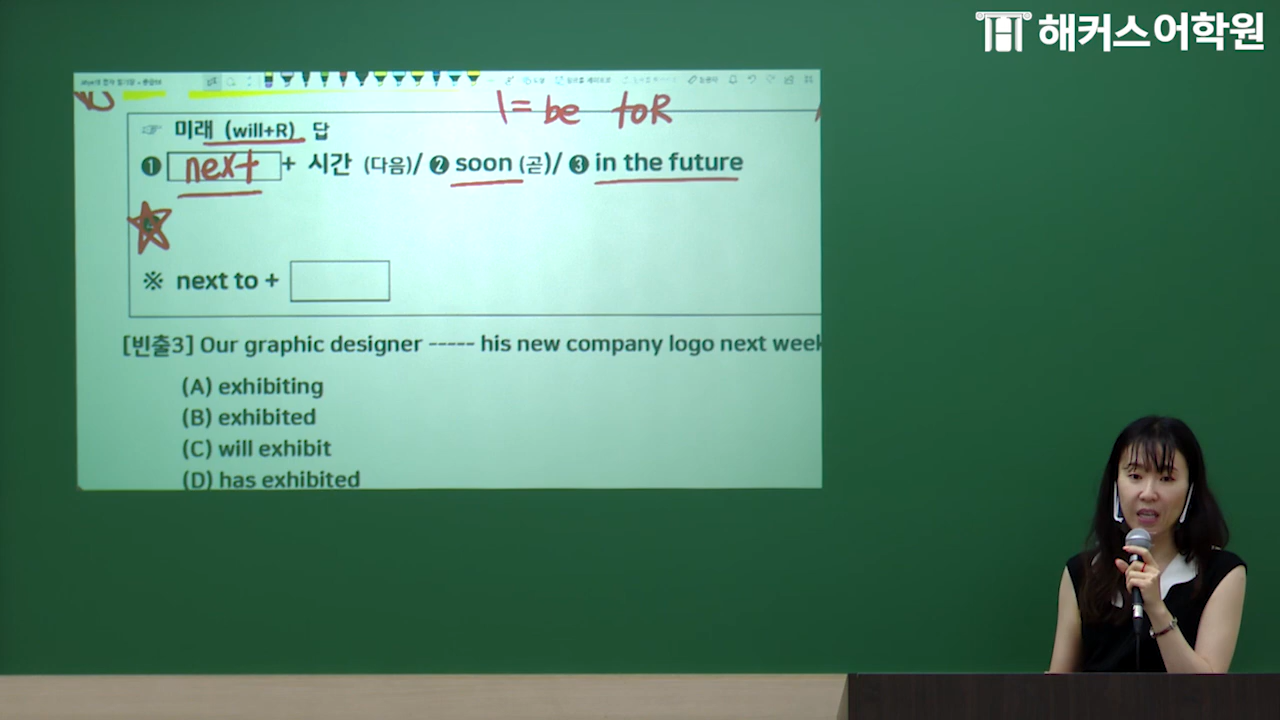 해커스어학원
1= be toR
☞ 미래 (will+R) 답
❶ next + 시간 (다음)/ ❷ soon (곧)/ ❸ in the future
※ next to +
[빈출3] Our graphic designer ----- his new company logo next week
(A) exhibiting
(B) exhibited
(C) will exhibit
(D) has exhibited